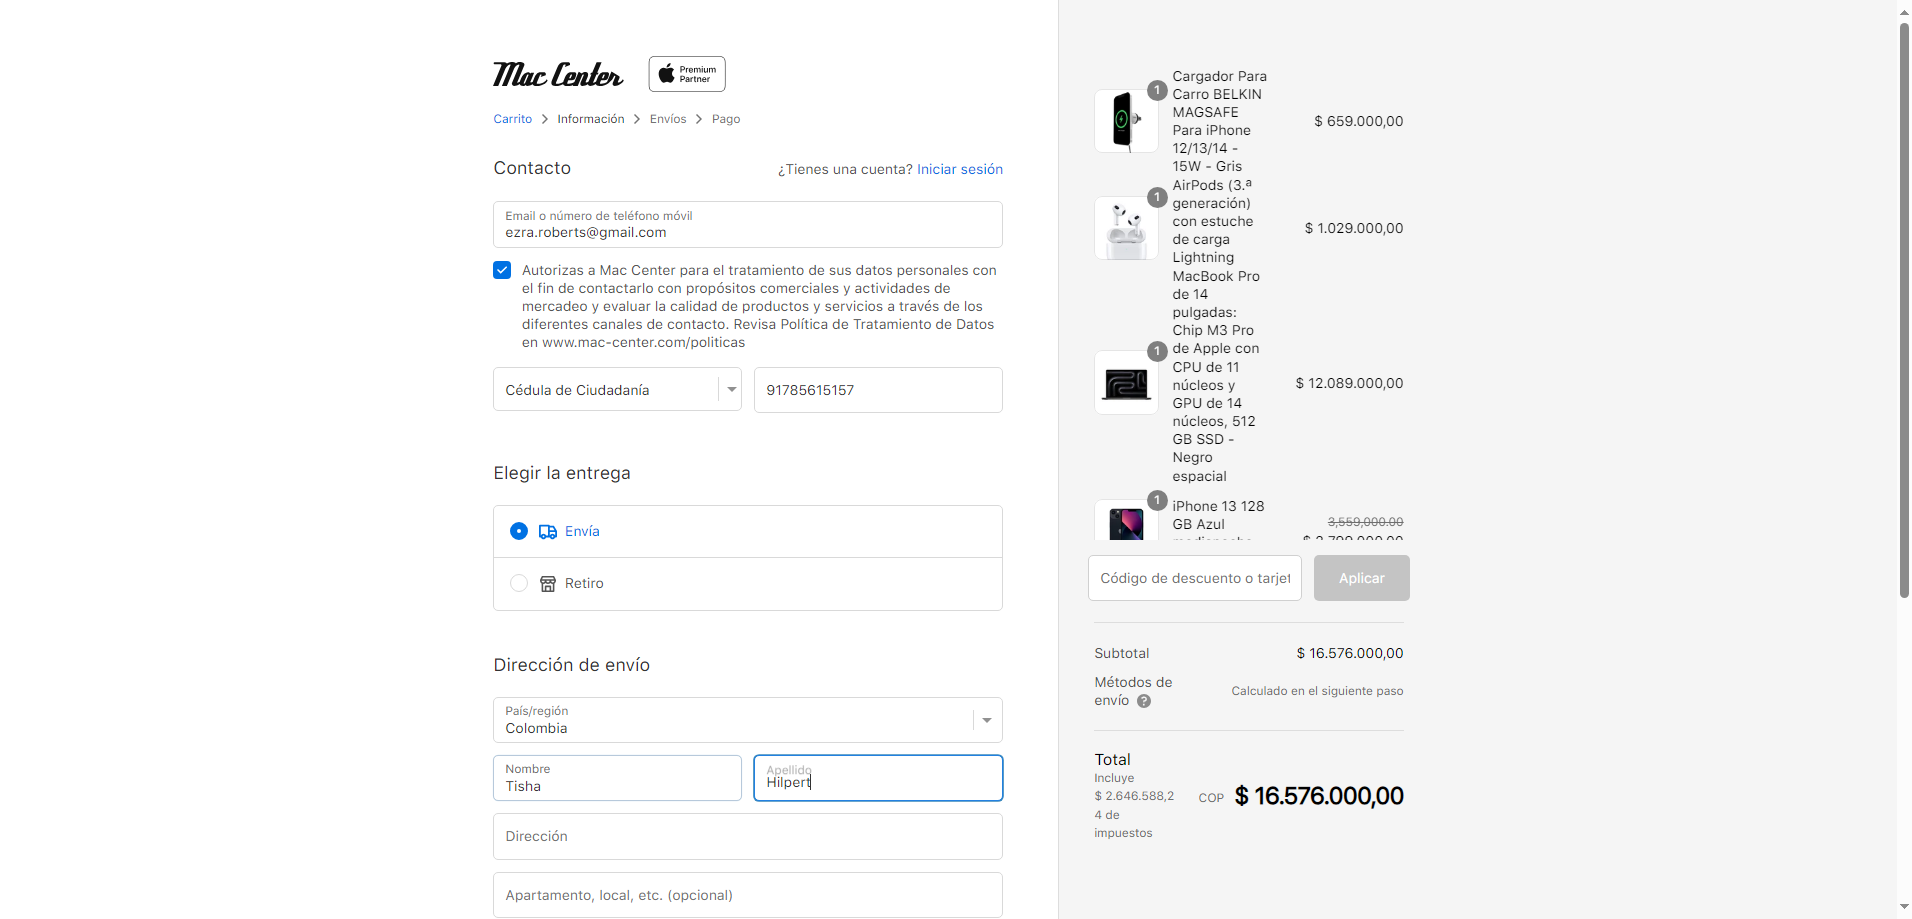 Mac Center
Premium
Partner
Carrito > Información > Envíos > Pago
Contacto
¿Tienes una cuenta? Iniciar sesión
Email o número de teléfono móvil
ezra.roberts@gmail.com
Autorizas a Mac Center para el tratamiento de sus datos personales con
el fin de contactarlo con propósitos comerciales y actividades de
mercadeo y evaluar la calidad de productos y servicios a través de los
diferentes canales de contacto. Revisa Política de Tratamiento de Datos
en www.mac-center.com/politicas
Cédula de Ciudadanía
91785615157
Elegir la entrega
Envía
Retiro
Dirección de envío
País/región
Colombia
Nombre
Tisha
Apellido
Hilpert
Dirección
Apartamento, local, etc. (opcional)
1
Cargador Para
Carro BELKIN
MAGSAFE
Para iPhone
12/13/14 -
15W - Gris
$ 659.000,00
1
AirPods (3.ª
generación)
con estuche
de carga
Lightning
$ 1.029.000,00
1
MacBook Pro
de 14
pulgadas:
Chip M3 Pro
de Apple con
CPU de 11
núcleos y
GPU de 14
núcleos, 512
GB SSD -
Negro
espacial
$ 12.089.000,00
1
iPhone 13 128
GB Azul
medianoche
3,559,000.00
$ 2.799.000,00
Código de descuento o tarjet
Aplicar
Subtotal
$ 16.576.000,00
Métodos de
envío ?
Calculado en el siguiente paso
Total
Incluye
$ 2.646.588,2
4 de
impuestos
COP $ 16.576.000,00